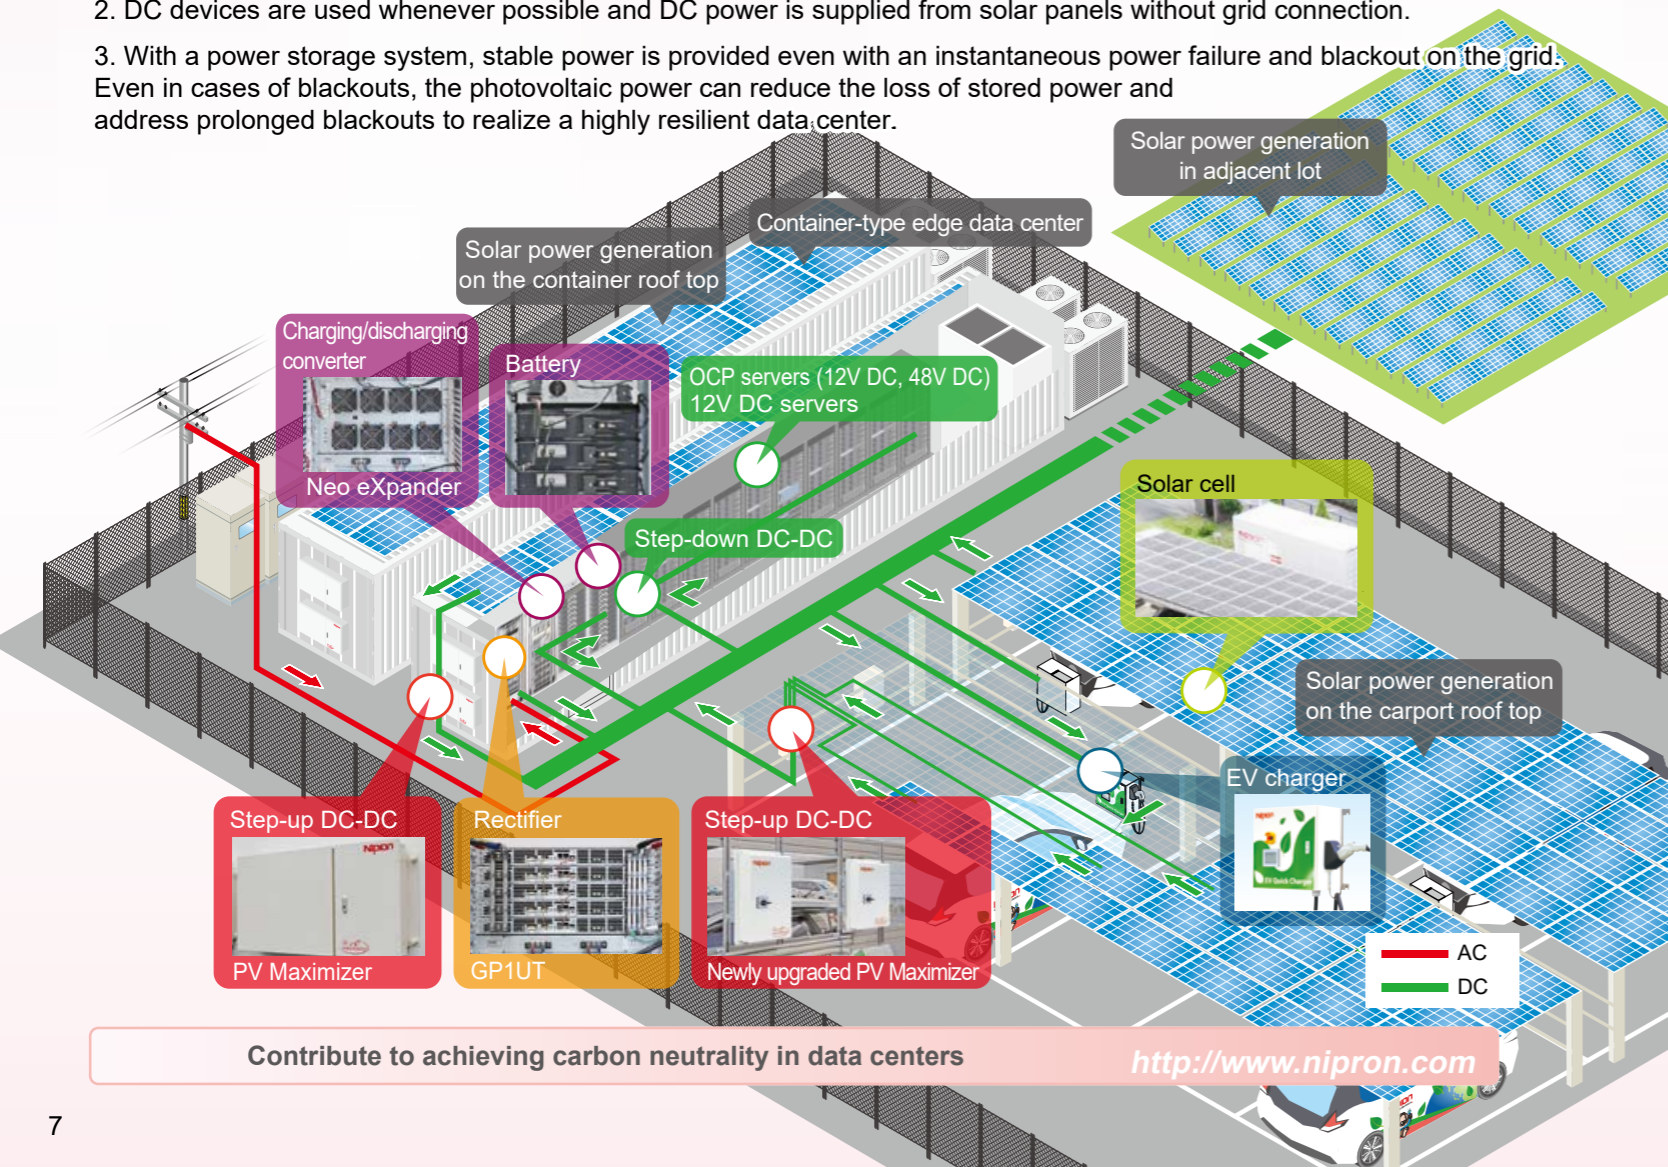 2. DC devices are used whenever possible and DC power is supplied from solar panels without grid connection.
3. With a power storage system, stable power is provided even with an instantaneous power failure and blackout on the grid.
Even in cases of blackouts, the photovoltaic power can reduce the loss of stored power and
address prolonged blackouts to realize a highly resilient data center.
Solar power generation
in adjacent lot
Container-type edge data center
Solar power generation
on the container roof top
Charging/discharging
converter
Neo eXpander
Battery
OCP servers (12V DC, 48V DC)
12V DC servers
Step-down DC-DC
Solar cell
Solar power generation
on the carport roof top
EV charger
Nipron
EV Quick Charger
Step-up DC-DC
Nipron
PV Maximizer
Rectifier
GP1UT
Step-up DC-DC
Nipron
Newly upgraded PV Maximizer
AC
DC
Contribute to achieving carbon neutrality in data centers
http://www.nipron.com
7